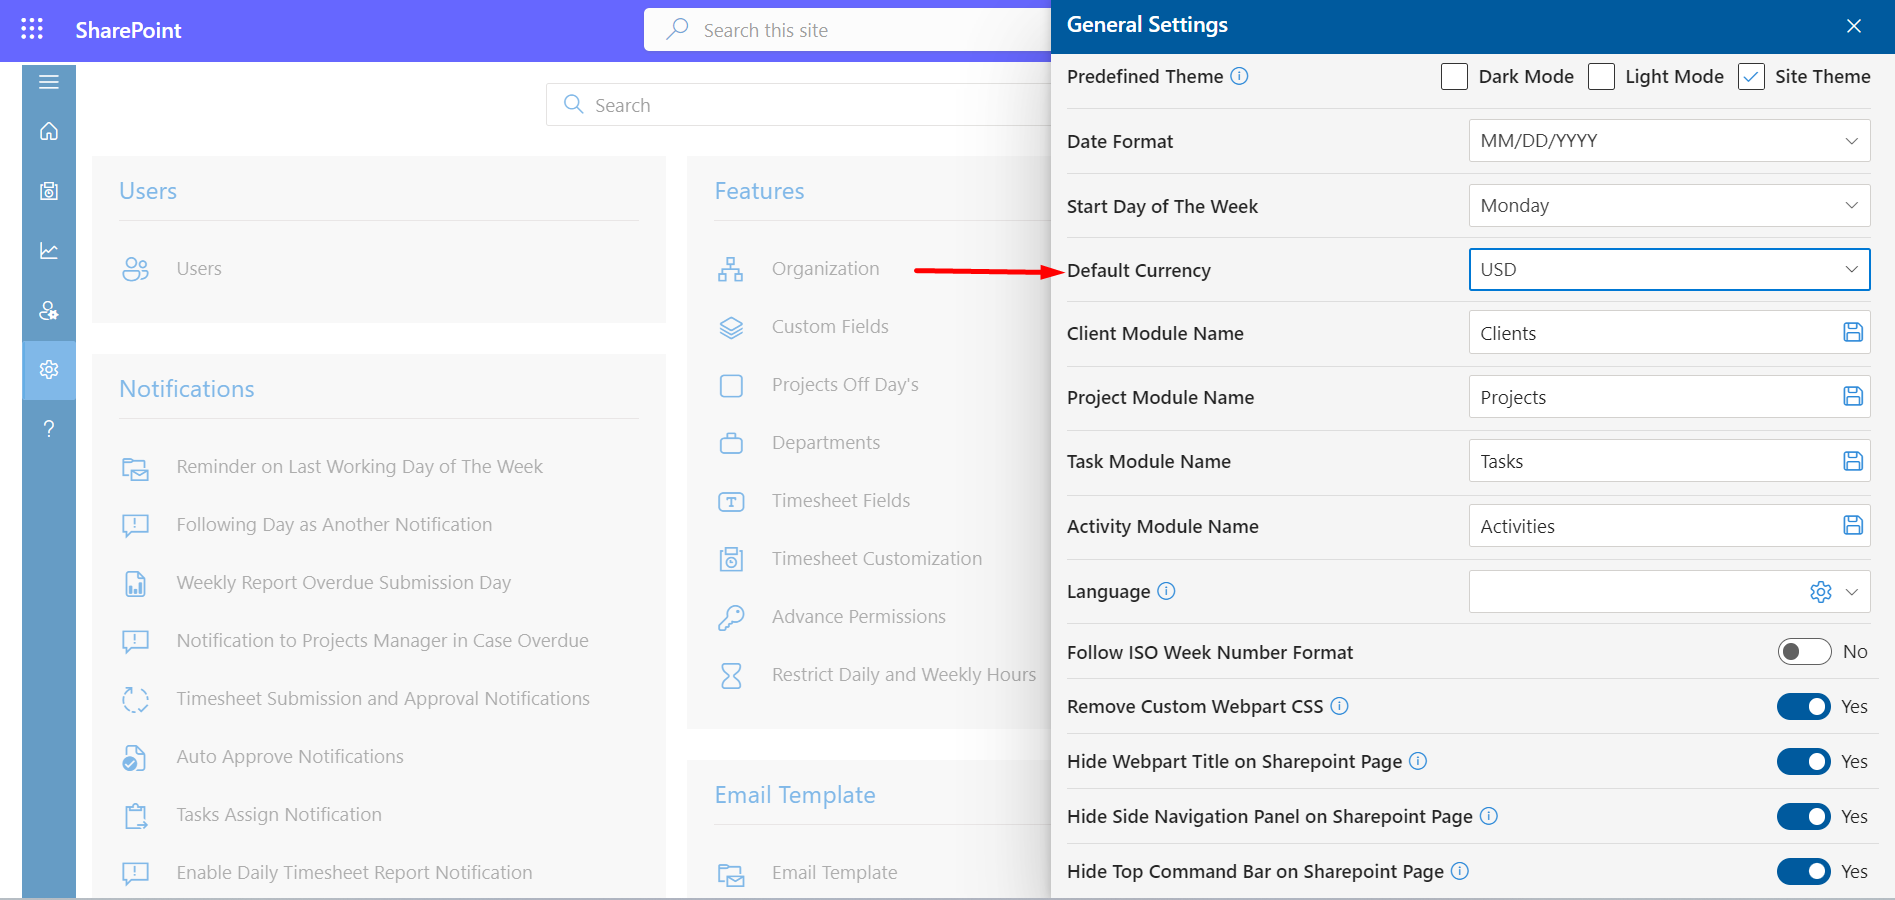 SharePoint
Search this site
Search
Users
Users
Notifications
Reminder on Last Working Day of The Week
Following Day as Another Notification
Weekly Report Overdue Submission Day
Notification to Projects Manager in Case Overdue
Timesheet Submission and Approval Notifications
Auto Approve Notifications
Tasks Assign Notification
Enable Daily Timesheet Report Notification
Features
Organization
Custom Fields
Projects Off Day's
Departments
Timesheet Fields
Timesheet Customization
Advance Permissions
Restrict Daily and Weekly Hours
Email Template
Email Template
General Settings
Predefined Theme Dark Mode Light Mode Site Theme
Date Format MM/DD/YYYY
Start Day of The Week Monday
Default Currency USD
Client Module Name Clients
Project Module Name Projects
Task Module Name Tasks
Activity Module Name Activities
Language
Follow ISO Week Number Format No
Remove Custom Webpart CSS Yes
Hide Webpart Title on Sharepoint Page Yes
Hide Side Navigation Panel on Sharepoint Page Yes
Hide Top Command Bar on Sharepoint Page Yes